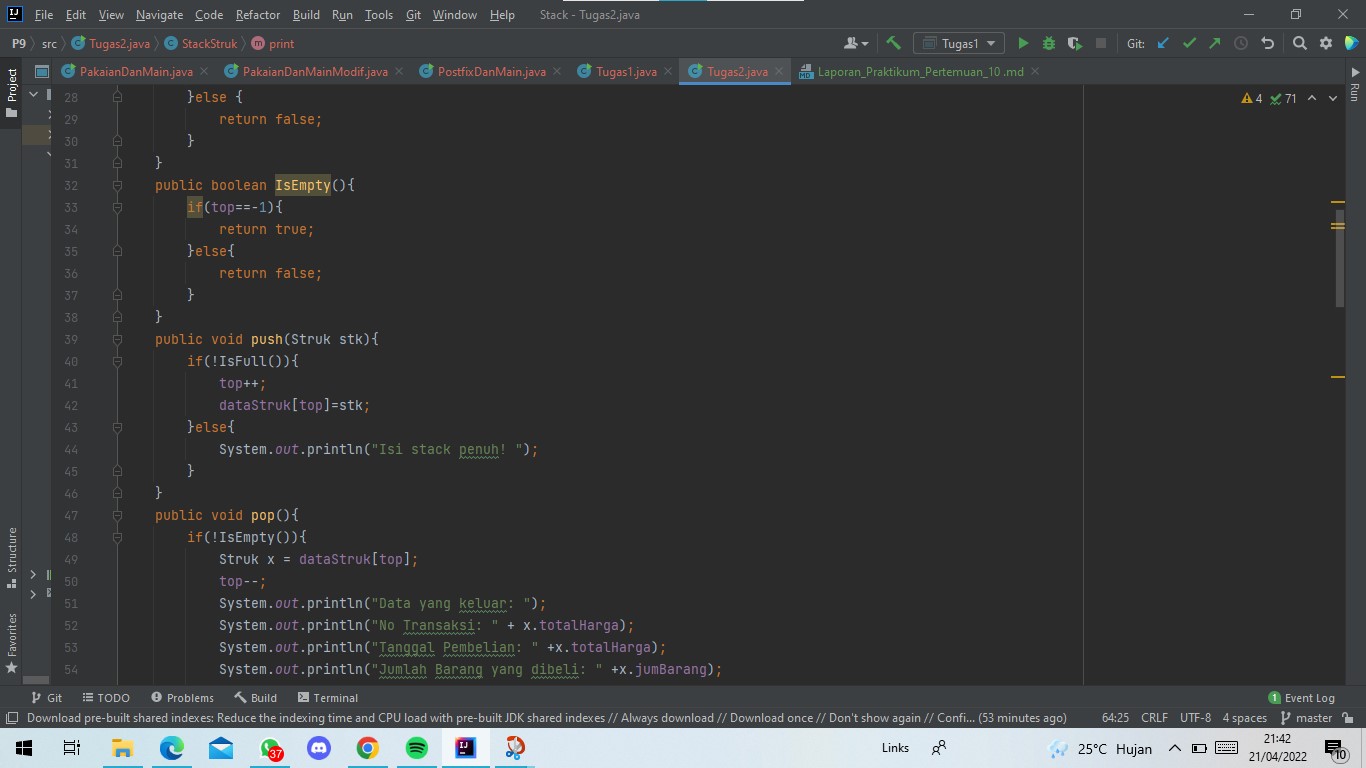 File Edit View Navigate Code Refactor Build Run Tools Git Window Help Stack - Tugas2.java
P9 src Tugas2.java StackStruk print Tugas1 Git:
Project PakaianDanMain.java PakaianDanMainModif.java PostfixDanMain.java Tugas1.java Tugas2.java Laporan_Praktikum_Pertemuan_10 .md Run
4 71
28 }else {
29 return false;
30 }
31 }
32 public boolean IsEmpty(){
33 if(top==-1){
34 return true;
35 }else{
36 return false;
37 }
38 }
39 public void push(Struk stk){
40 if(!IsFull()){
41 top++;
42 dataStruk[top]=stk;
43 }else{
44 System.out.println("Isi stack penuh! ");
45 }
46 }
47 public void pop(){
48 if(!IsEmpty()){
49 Struk x = dataStruk[top];
50 top--;
51 System.out.println("Data yang keluar: ");
52 System.out.println("No Transaksi: " + x.totalHarga);
53 System.out.println("Tanggal Pembelian: " +x.totalHarga);
54 System.out.println("Jumlah Barang yang dibeli: " +x.jumBarang);
Structure
Favorites
Git TODO Problems Build Terminal 1 Event Log
Download pre-built shared indexes: Reduce the indexing time and CPU load with pre-built JDK shared indexes // Always download // Download once // Don't show again // Confi... (53 minutes ago) 64:25 CRLF UTF-8 4 spaces master
37 Links 25°C Hujan 21:42
21/04/2022 10